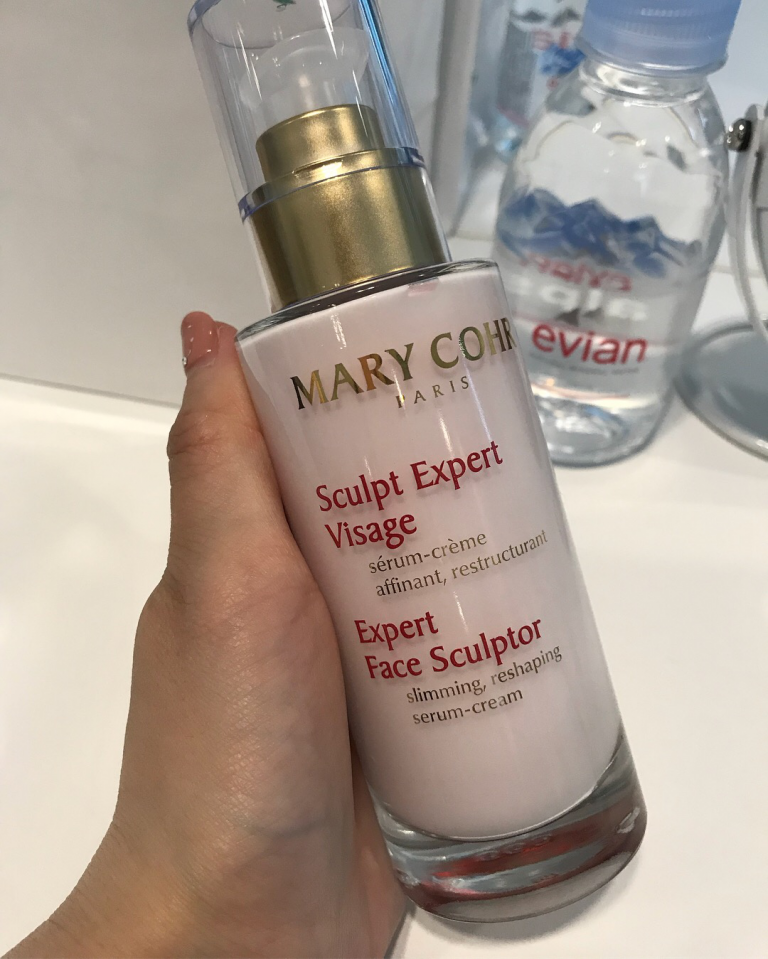 MARY COHR
PARIS
Sculpt Expert
Visage
sérum-crème
affinant, restructurant
Expert
Face Sculptor
slimming, reshaping
serum-cream
evian